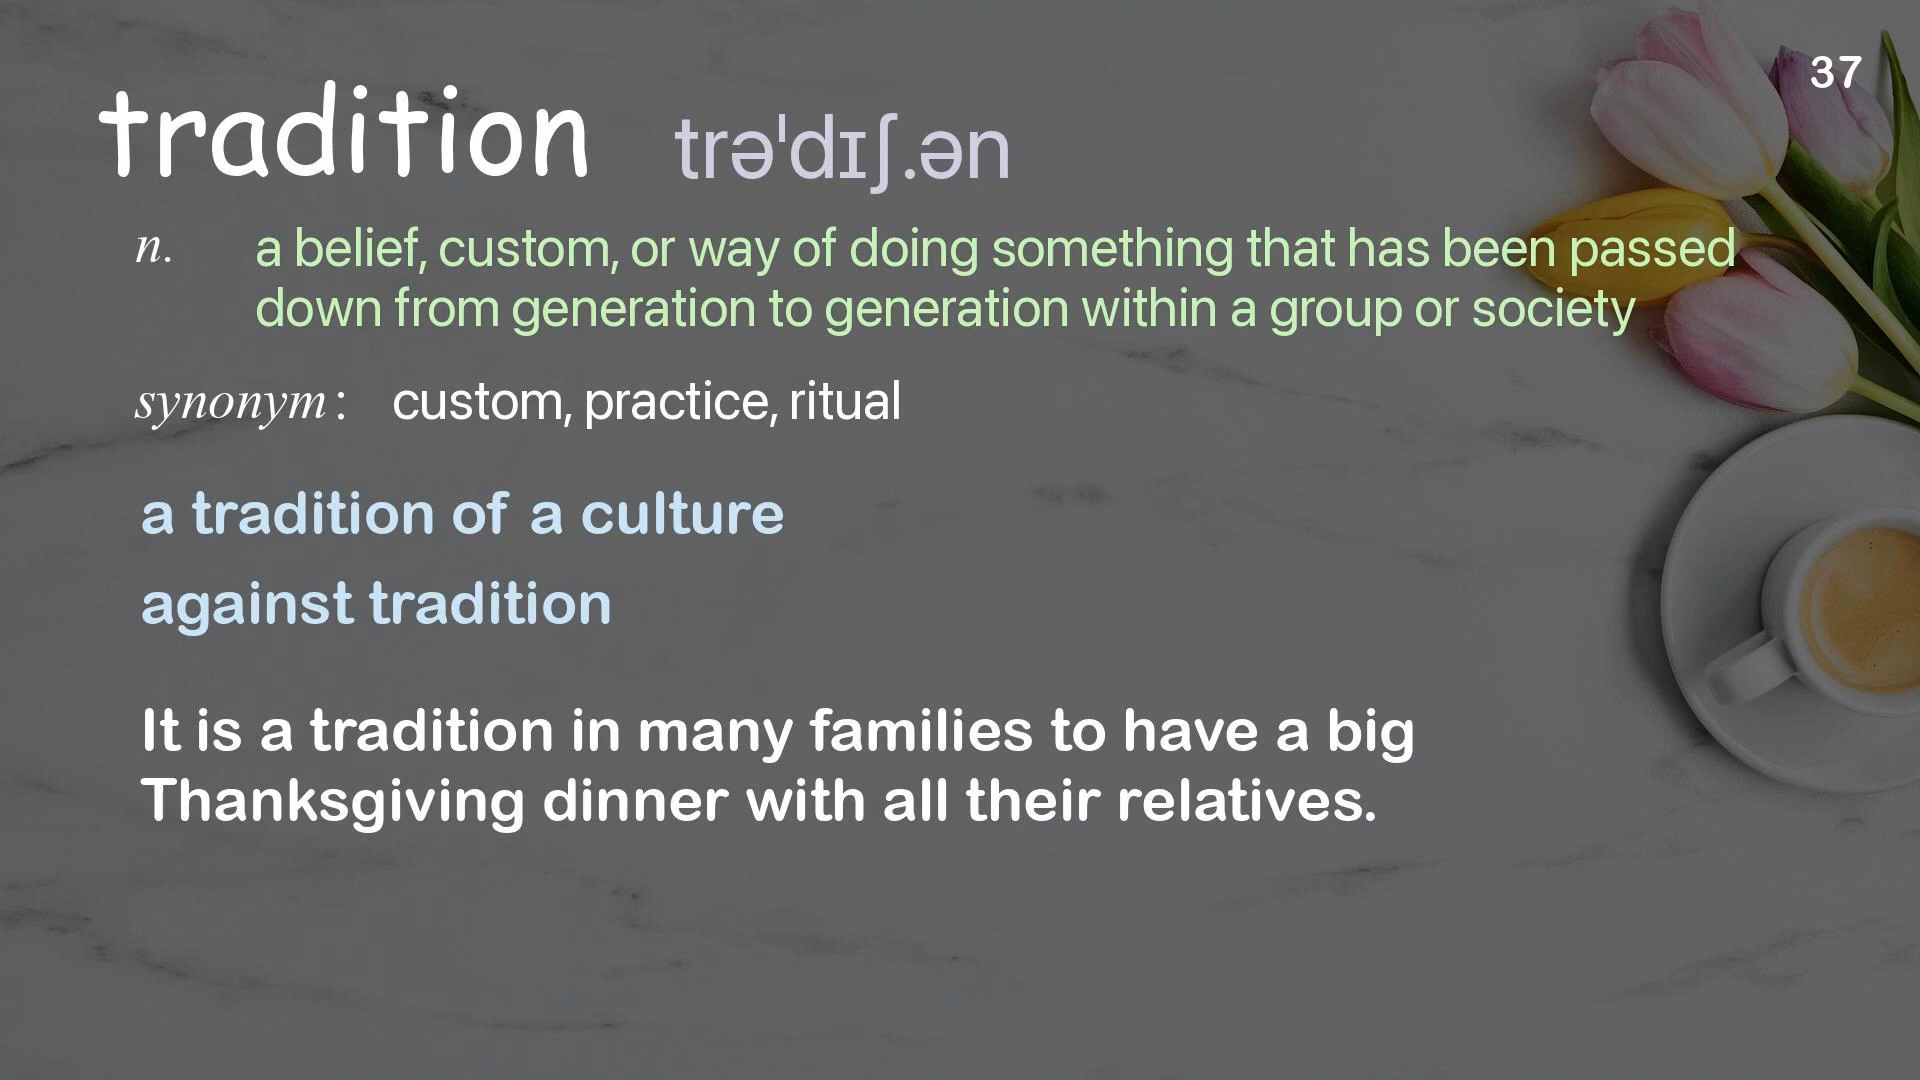 37
tradition trəˈdɪʃ.ən
n. a belief, custom, or way of doing something that has been passed
down from generation to generation within a group or society
synonym: custom, practice, ritual
a tradition of a culture
against tradition
It is a tradition in many families to have a big
Thanksgiving dinner with all their relatives.